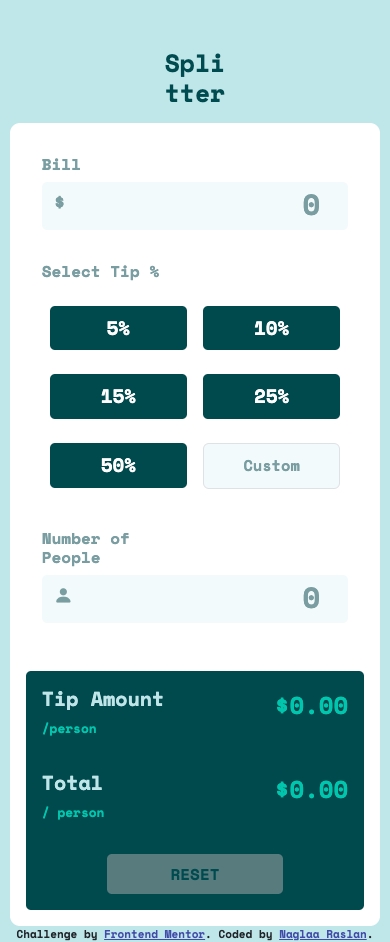 Spli
tter
Bill
$ 0
Select Tip %
5% 10%
15% 25%
50% Custom
Number of
People
0
Tip Amount $0.00
/person
Total $0.00
/ person
RESET
Challenge by Frontend Mentor. Coded by Naglaa Raslan.